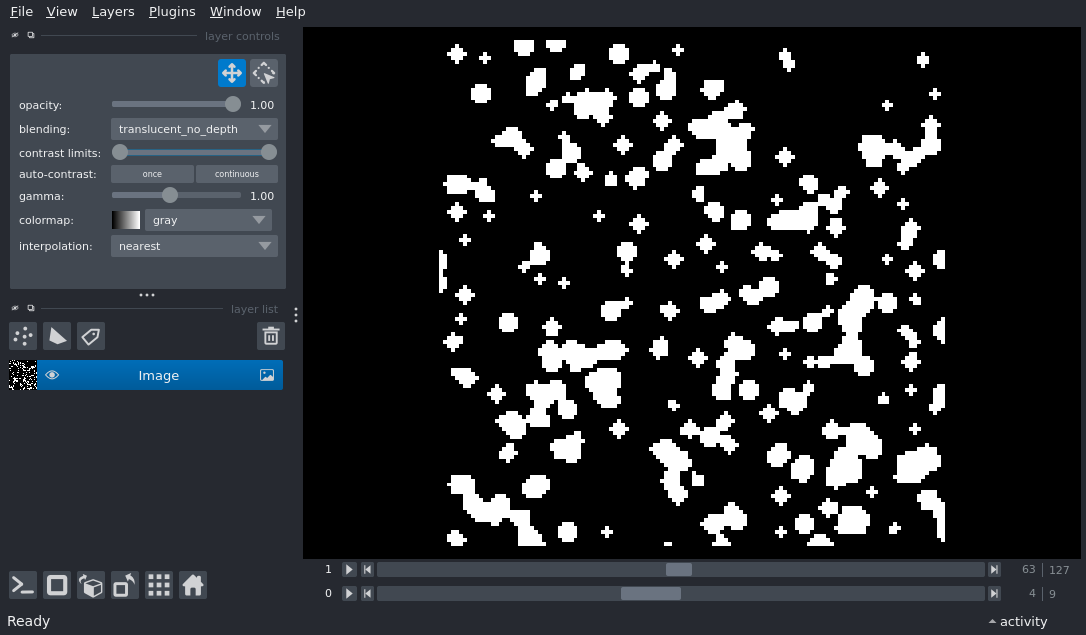 File View Layers Plugins Window Help
layer controls
opacity: 1.00
blending: translucent_no_depth
contrast limits:
auto-contrast: once continuous
gamma: 1.00
colormap: gray
interpolation: nearest
layer list
Image
1 63 127
0 4 9
Ready activity